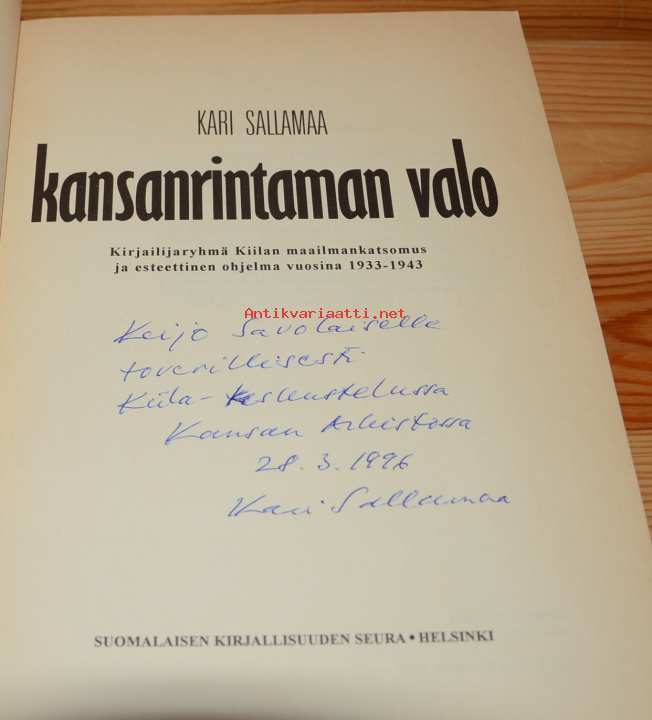 KARI SALLAMAA
kansanrintaman valo
Kirjailijaryhmä Kiilan maailmankatsomus
ja esteettinen ohjelma vuosina 1933-1943
Antikvariaatti.net
Keijo Savolaiselle
toverillisesti
Kiila-keskustelussa
Kansan Arkistossa
28.3.1996
Kari Sallamaa
SUOMALAISEN KIRJALLISUUDEN SEURA • HELSINKI